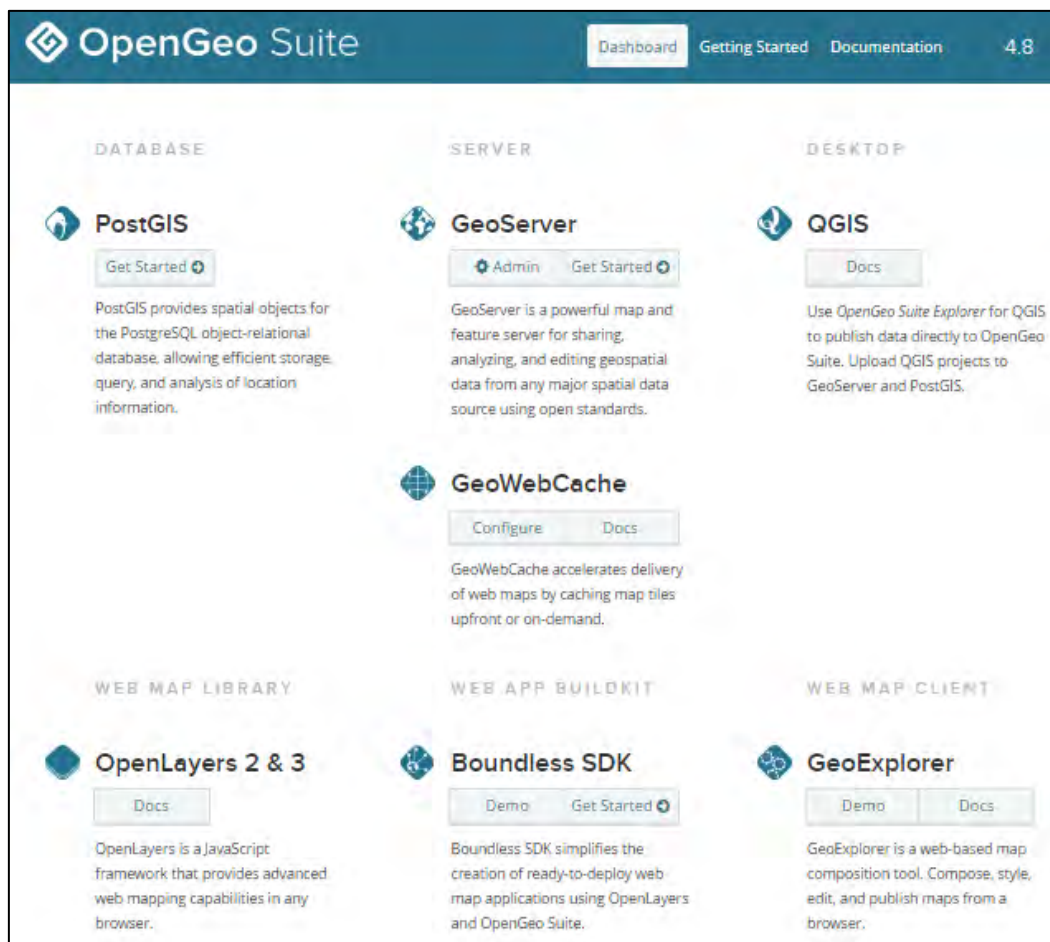 OpenGeo Suite
Dashboard
Getting Started
Documentation
4.8
DATABASE
PostGIS
Get Started
PostGIS provides spatial objects for
the PostgreSQL object-relational
database, allowing efficient storage,
query, and analysis of location
information.
SERVER
GeoServer
Admin
Get Started
GeoServer is a powerful map and
feature server for sharing,
analyzing, and editing geospatial
data from any major spatial data
source using open standards.
GeoWebCache
Configure
Docs
GeoWebCache accelerates delivery
of web maps by caching map tiles
upfront or on-demand.
DESKTOP
QGIS
Docs
Use OpenGeo Suite Explorer for QGIS
to publish data directly to OpenGeo
Suite. Upload QGIS projects to
GeoServer and PostGIS.
WEB MAP LIBRARY
OpenLayers 2 & 3
Docs
OpenLayers is a JavaScript
framework that provides advanced
web mapping capabilities in any
browser.
WEB APP BUILDKIT
Boundless SDK
Demo
Get Started
Boundless SDK simplifies the
creation of ready-to-deploy web
map applications using OpenLayers
and OpenGeo Suite.
WEB MAP CLIENT
GeoExplorer
Demo
Docs
GeoExplorer is a web-based map
composition tool. Compose, style,
edit, and publish maps from a
browser.